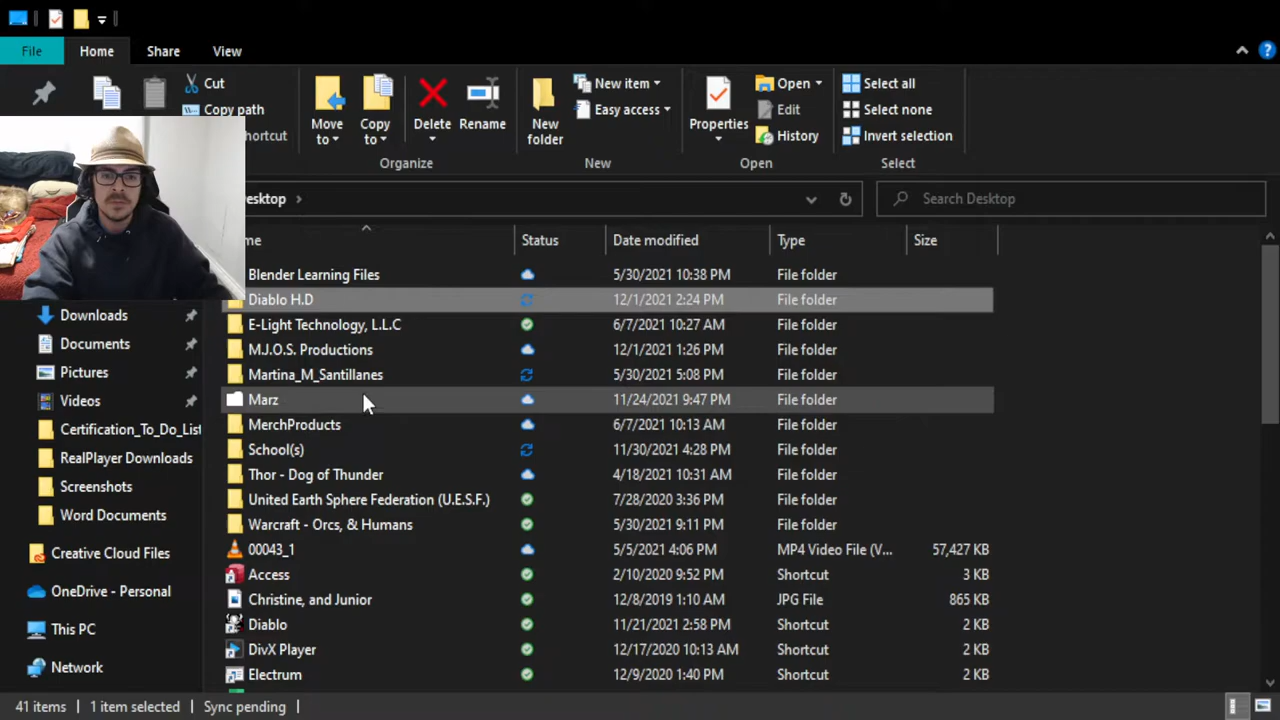 File Home Share View
Cut
Copy path
hortcut
Move to
Copy to
Delete
Rename
New folder
New item
Easy access
Properties
Open
Edit
History
Select all
Select none
Invert selection
Organize New Open Select
esktop
Search Desktop
me Status Date modified Type Size
Blender Learning Files 5/30/2021 10:38 PM File folder
Diablo H.D 12/1/2021 2:24 PM File folder
E-Light Technology, L.L.C 6/7/2021 10:27 AM File folder
M.J.O.S. Productions 12/1/2021 1:26 PM File folder
Martina_M_Santillanes 5/30/2021 5:08 PM File folder
Marz 11/24/2021 9:47 PM File folder
MerchProducts 6/7/2021 10:13 AM File folder
School(s) 11/30/2021 4:28 PM File folder
Thor - Dog of Thunder 4/18/2021 10:31 AM File folder
United Earth Sphere Federation (U.E.S.F.) 7/28/2020 3:36 PM File folder
Warcraft - Orcs, & Humans 5/30/2021 9:11 PM File folder
00043_1 5/5/2021 4:06 PM MP4 Video File (V... 57,427 KB
Access 2/10/2020 9:52 PM Shortcut 3 KB
Christine, and Junior 12/8/2019 1:10 AM JPG File 865 KB
Diablo 11/21/2021 2:58 PM Shortcut 2 KB
DivX Player 12/17/2020 10:13 AM Shortcut 2 KB
Electrum 12/9/2020 1:40 PM Shortcut 2 KB
Downloads
Documents
Pictures
Videos
Certification_To_Do_List
RealPlayer Downloads
Screenshots
Word Documents
Creative Cloud Files
OneDrive - Personal
This PC
Network
41 items 1 item selected Sync pending